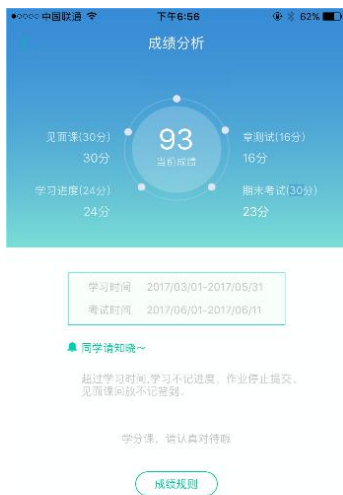 中国联通 下午6:56 62%
成绩分析
93
当前成绩
见面课(30分)
30分
章测试(16分)
16分
学习进度(24分)
24分
期末考试(30分)
23分
学习时间 2017/03/01-2017/05/31
考试时间 2017/06/01-2017/06/11
同学请知晓~
超过学习时间,学习不记进度、作业停止提交、
见面课回放不记签到。
学分课，请认真对待哦
成绩规则